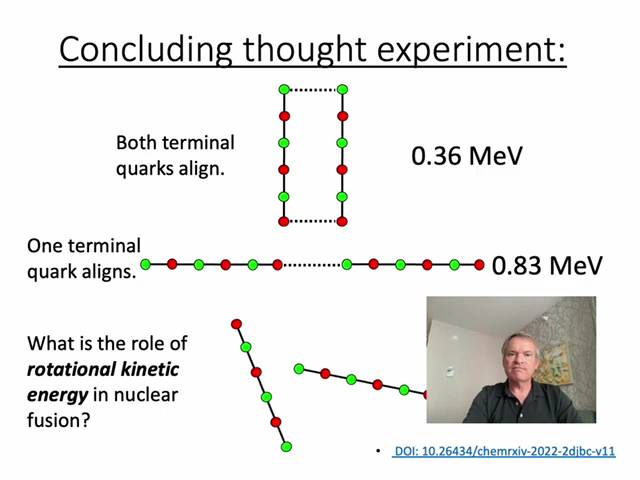 Concluding thought experiment:
Both terminal
quarks align.
0.36 MeV
One terminal
quark aligns.
0.83 MeV
What is the role of
rotational kinetic
energy in nuclear
fusion?
• DOI: 10.26434/chemrxiv-2022-2djbc-v11